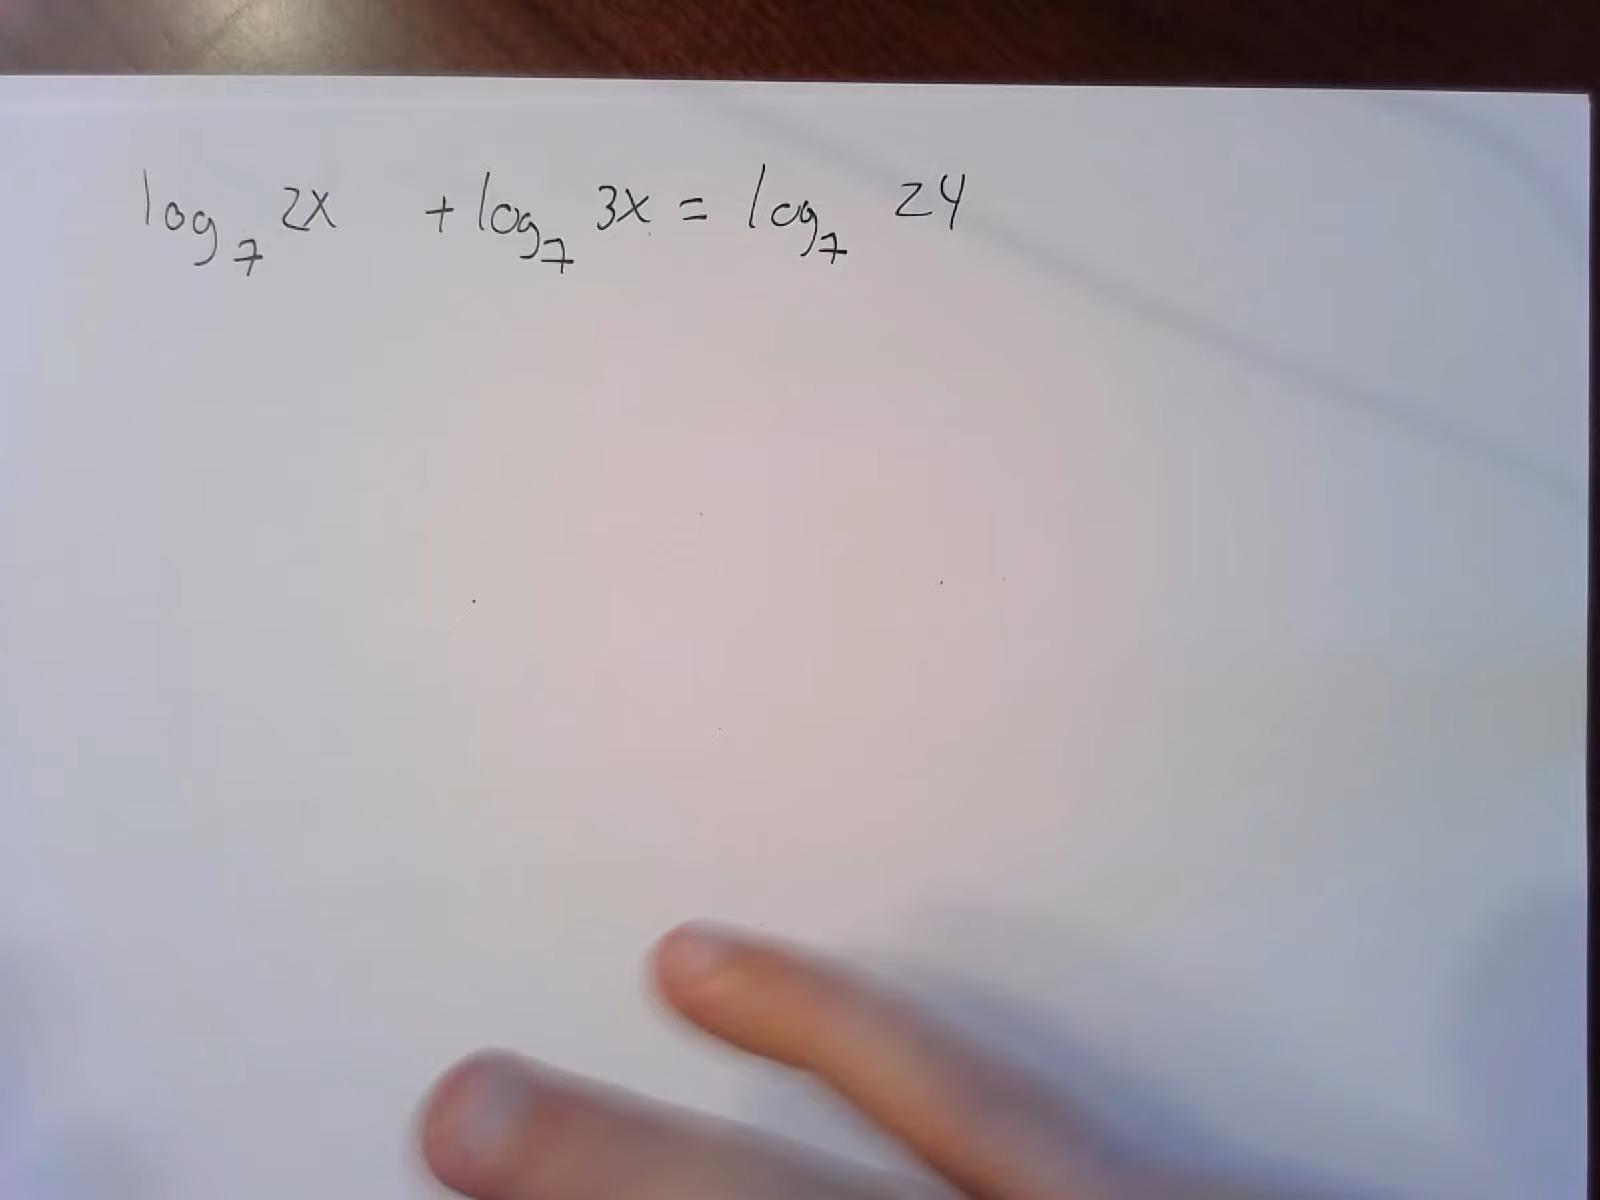 log₇ 2x + log₇ 3x = log₇ 24